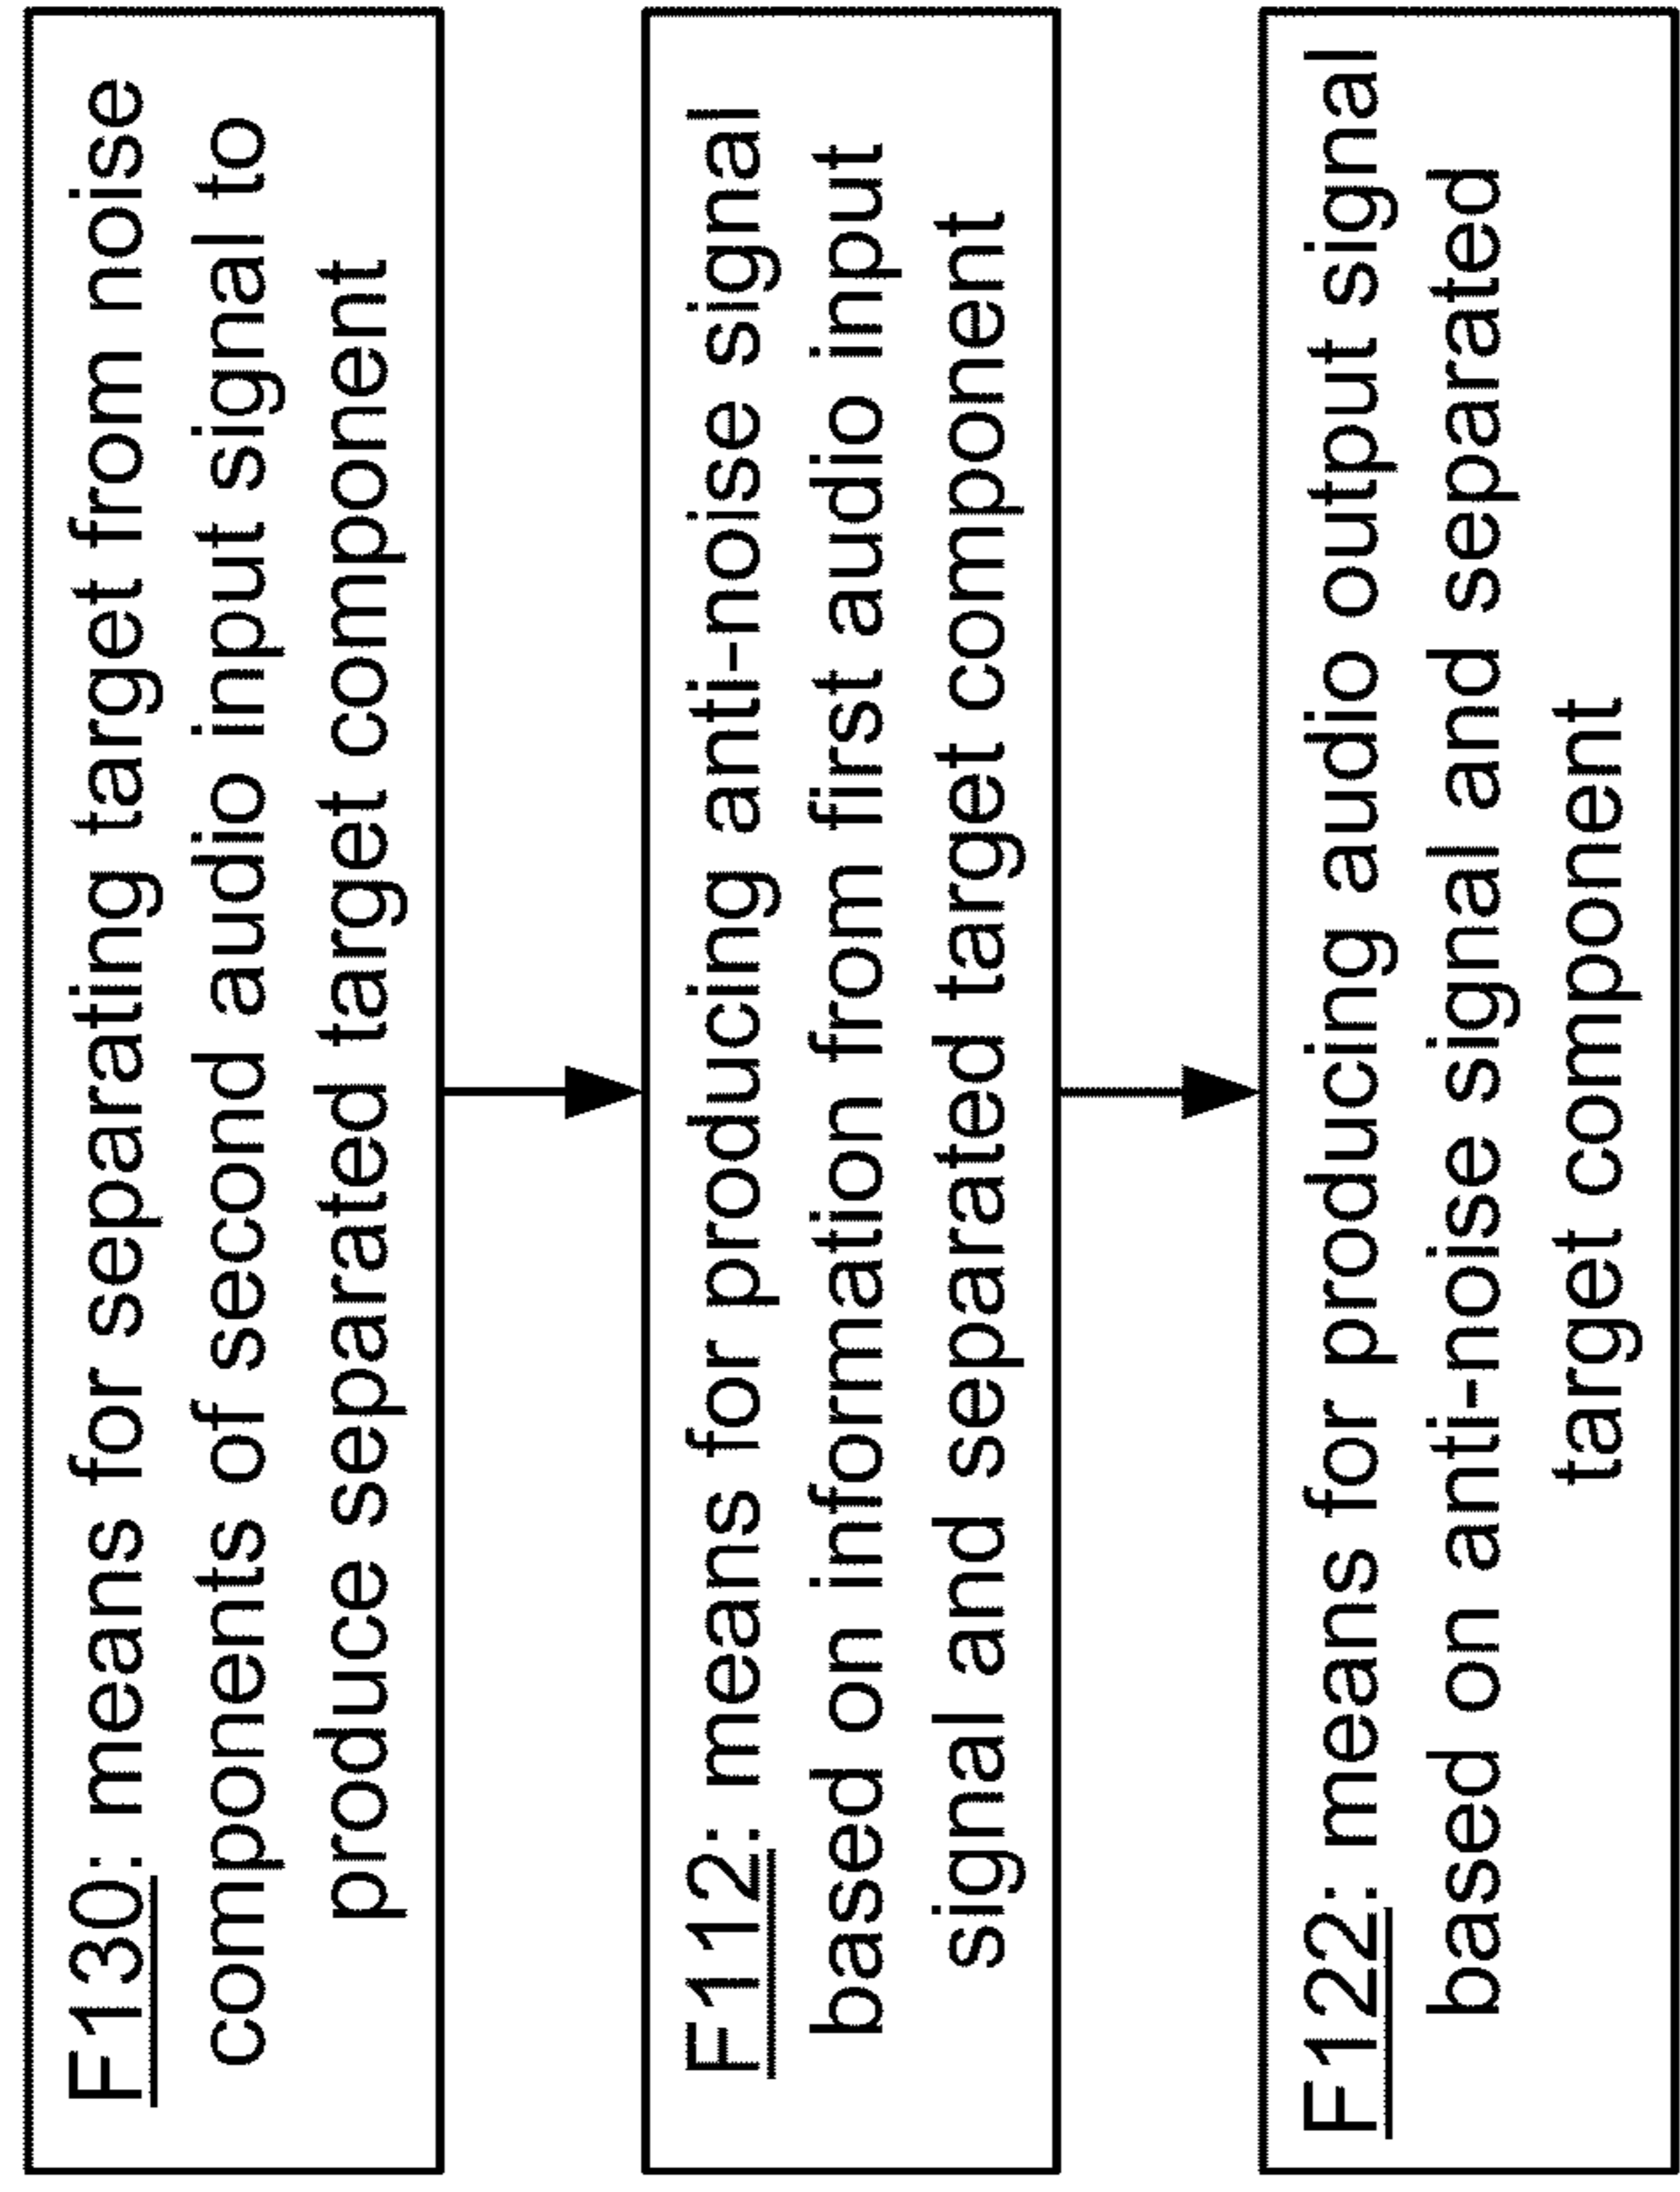 F130: means for separating target from noise
components of second audio input signal to
produce separated target component
F112: means for producing anti-noise signal
based on information from first audio input
signal and separated target component
F122: means for producing audio output signal
based on anti-noise signal and separated
target component